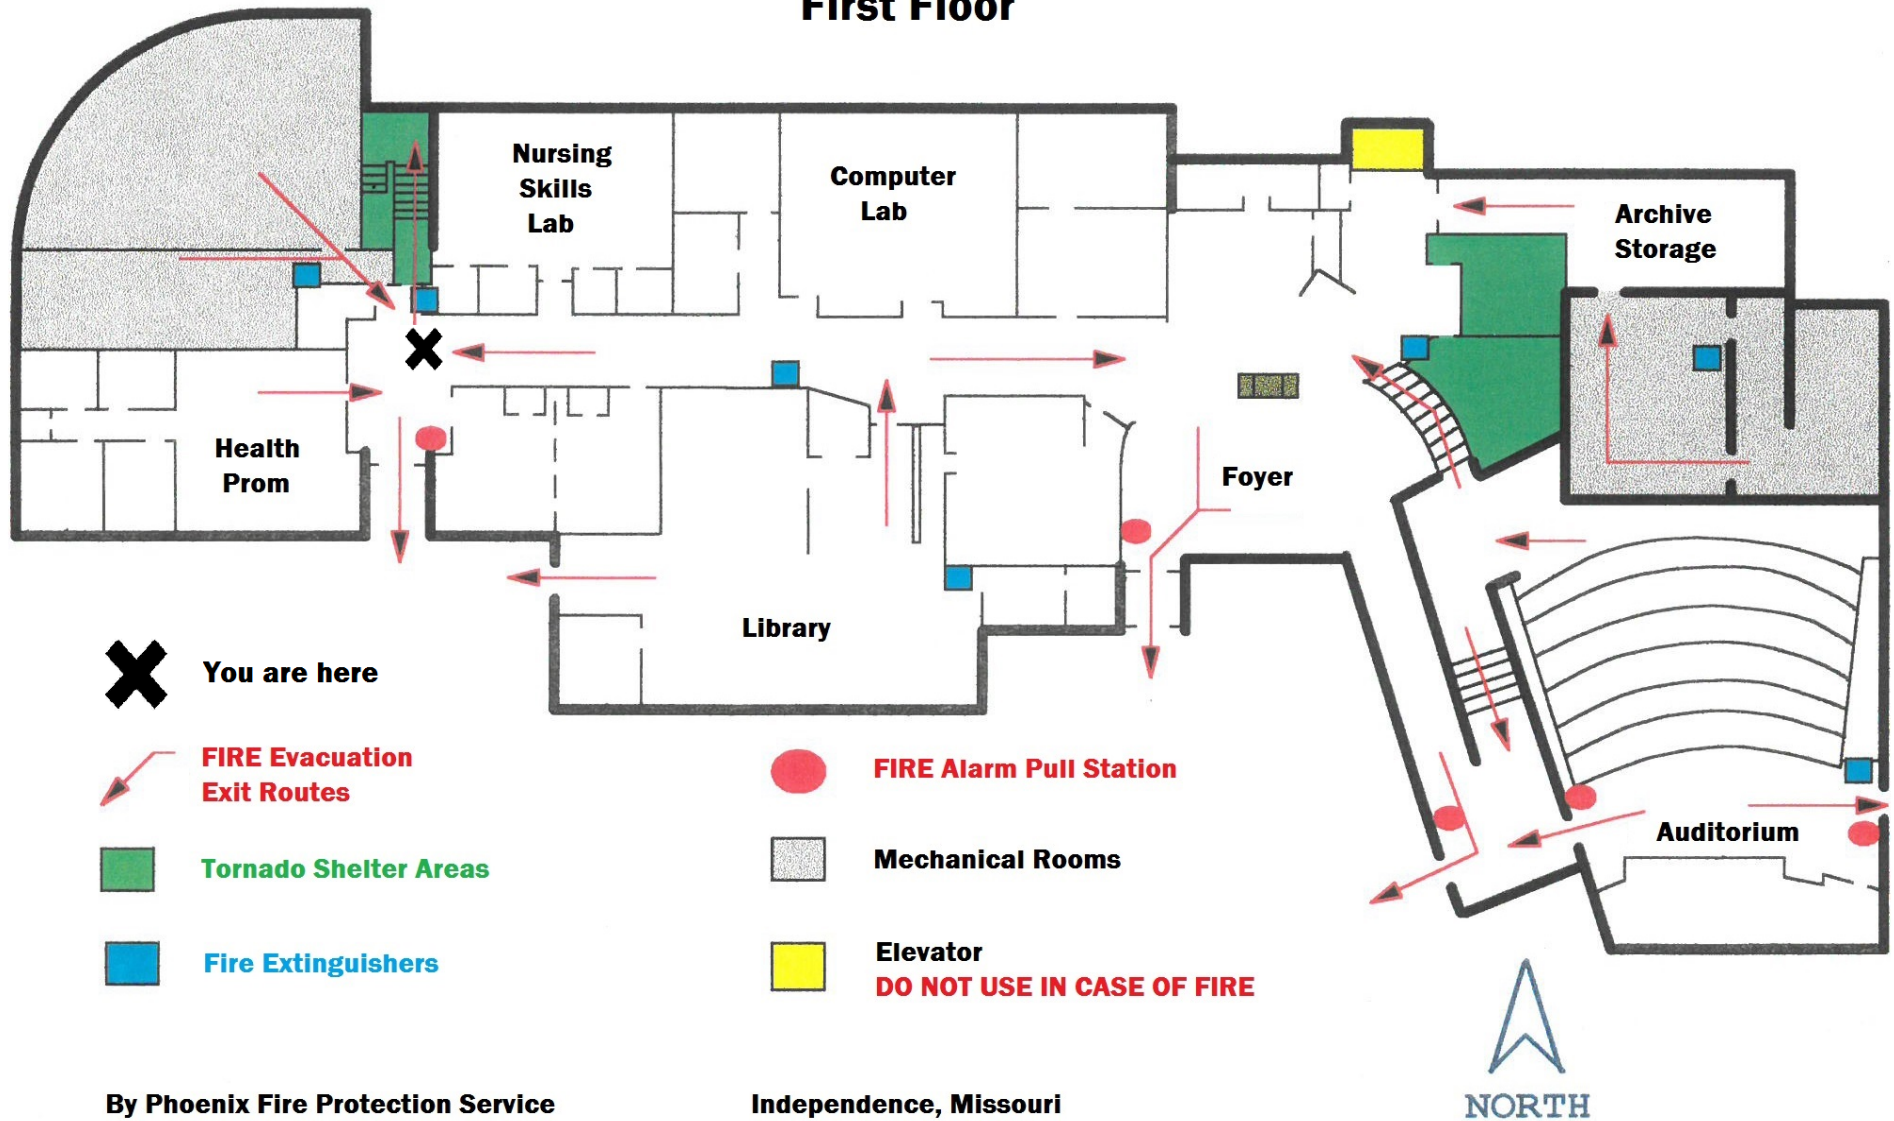 First Floor
Nursing
Skills
Lab
Computer
Lab
Archive
Storage
Health
Prom
Foyer
Library
Auditorium
You are here
FIRE Evacuation
Exit Routes
Tornado Shelter Areas
Fire Extinguishers
FIRE Alarm Pull Station
Mechanical Rooms
Elevator
DO NOT USE IN CASE OF FIRE
NORTH
By Phoenix Fire Protection Service
Independence, Missouri